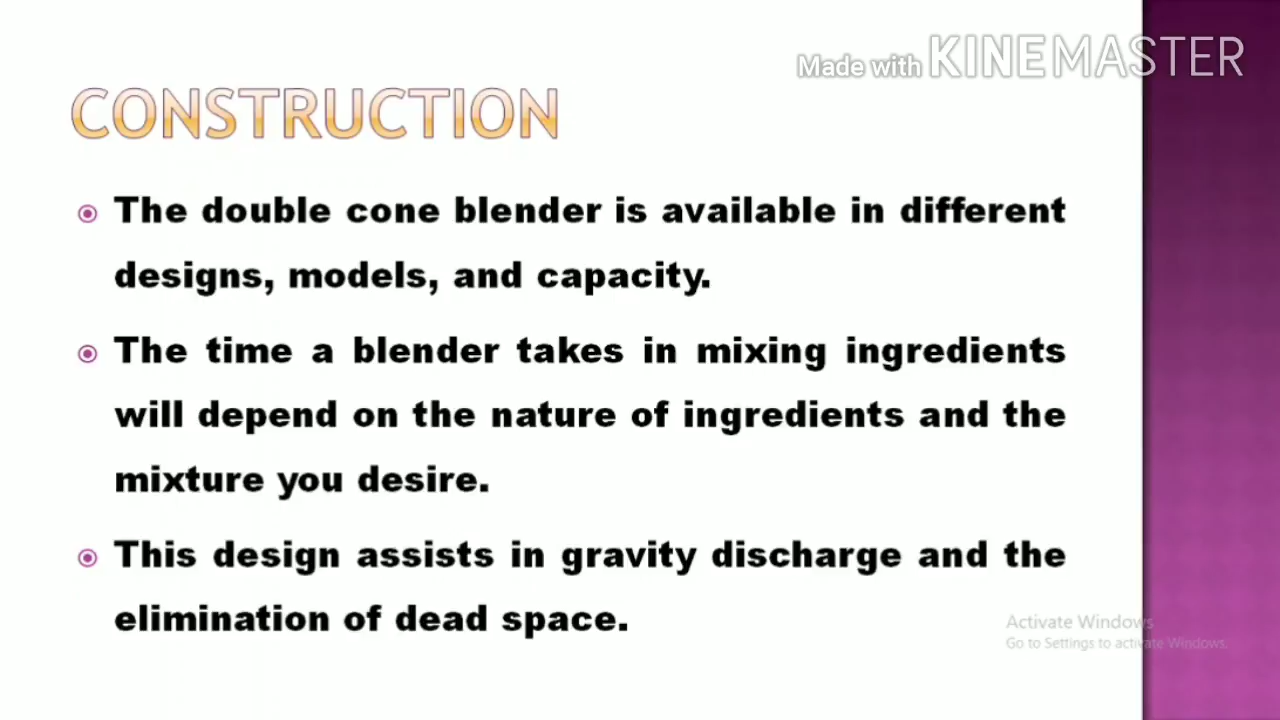 Made with KINEMASTER
CONSTRUCTION
The double cone blender is available in different
designs, models, and capacity.
The time a blender takes in mixing ingredients
will depend on the nature of ingredients and the
mixture you desire.
This design assists in gravity discharge and the
elimination of dead space.
Activate Windows
Go to Settings to activate Windows.